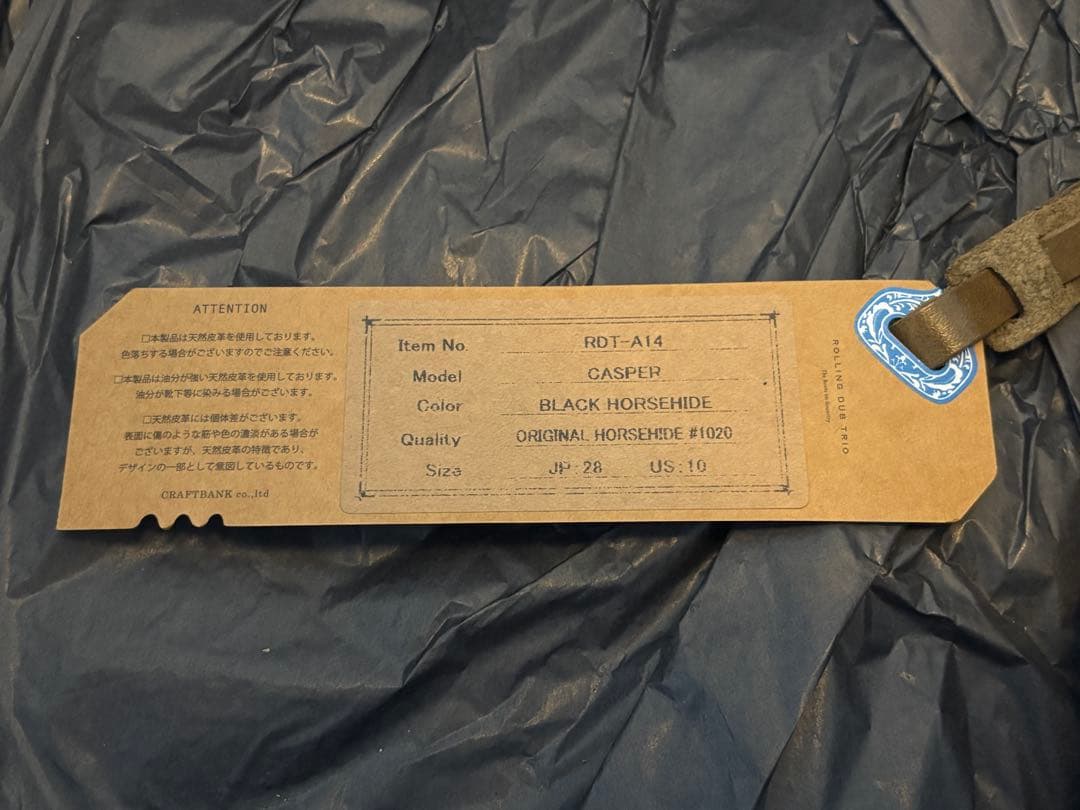 ATTENTION
□本製品は天然皮革を使用しております。
色落ちする場合がございますのでご注意ください。
□本製品は油分が強い天然皮革を使用しております。
油分が靴下等に染みる場合がございます。
□天然皮革には個体差がございます。
表面に傷のような筋や色の濃淡がある場合が
ございますが、天然皮革の特徴であり、
デザインの一部として意図しているものです。
CRAFTBANK co.,ltd
Item No. RDT-A14
Model CASPER
Color BLACK HORSEHIDE
Quality ORIGINAL HORSEHIDE #1020
Size JP:28 US:10
ROLLING DUB TRIO